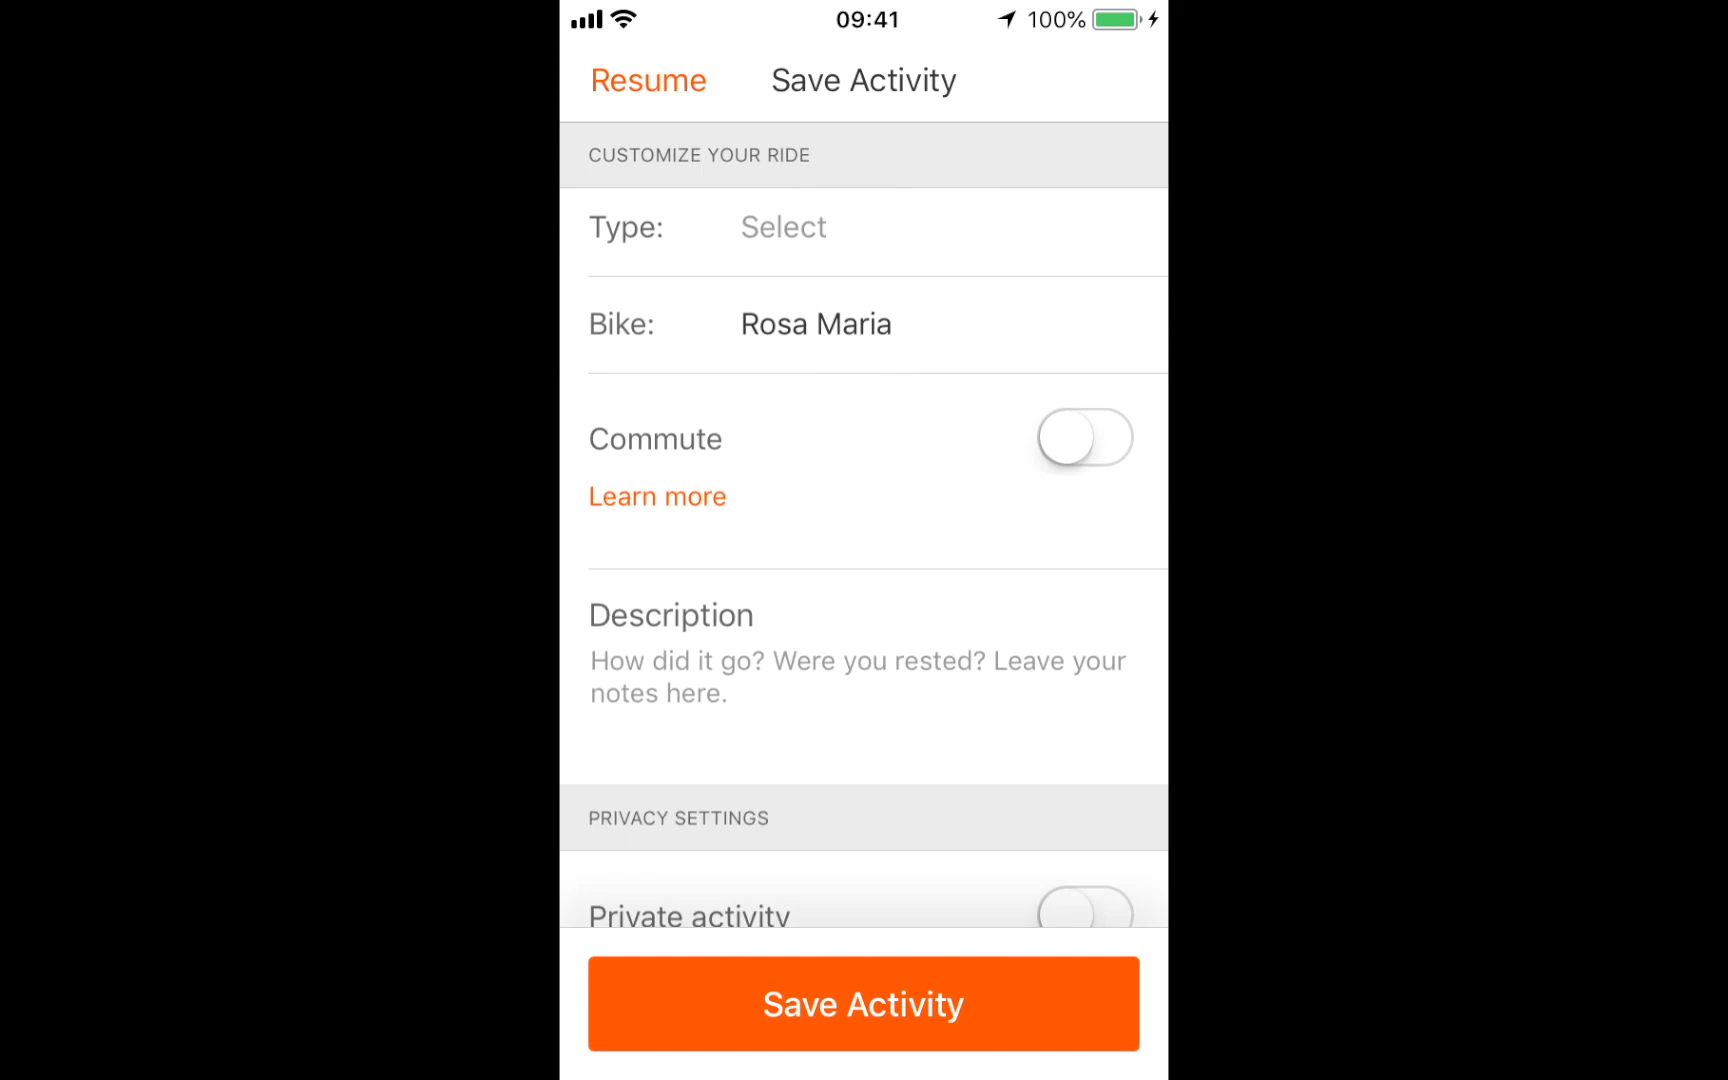 09:41
100%
Resume
Save Activity
CUSTOMIZE YOUR RIDE
Type:
Select
Bike:
Rosa Maria
Commute
Learn more
Description
How did it go? Were you rested? Leave your
notes here.
PRIVACY SETTINGS
Private activity
Save Activity